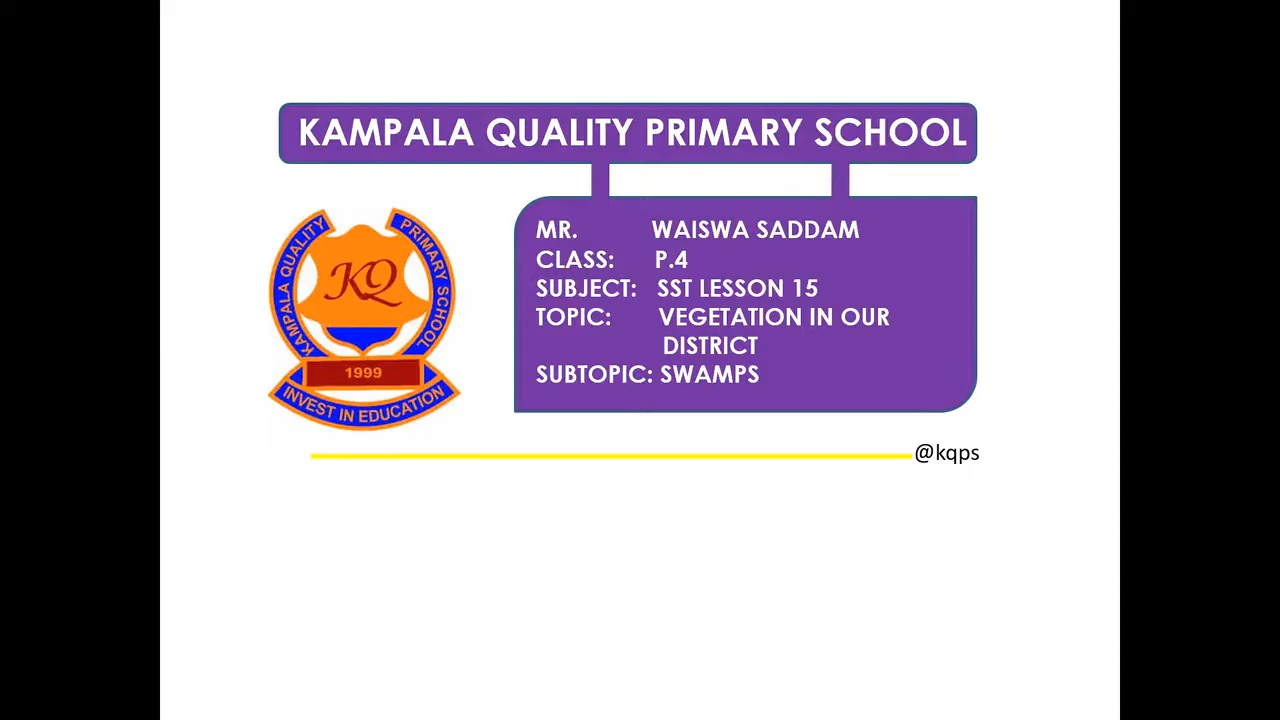 KAMPALA QUALITY PRIMARY SCHOOL
KAMPALA QUALITY PRIMARY SCHOOL
KQ
1999
INVEST IN EDUCATION
MR. WAISWA SADDAM
CLASS: P.4
SUBJECT: SST LESSON 15
TOPIC: VEGETATION IN OUR
DISTRICT
SUBTOPIC: SWAMPS
@kqps